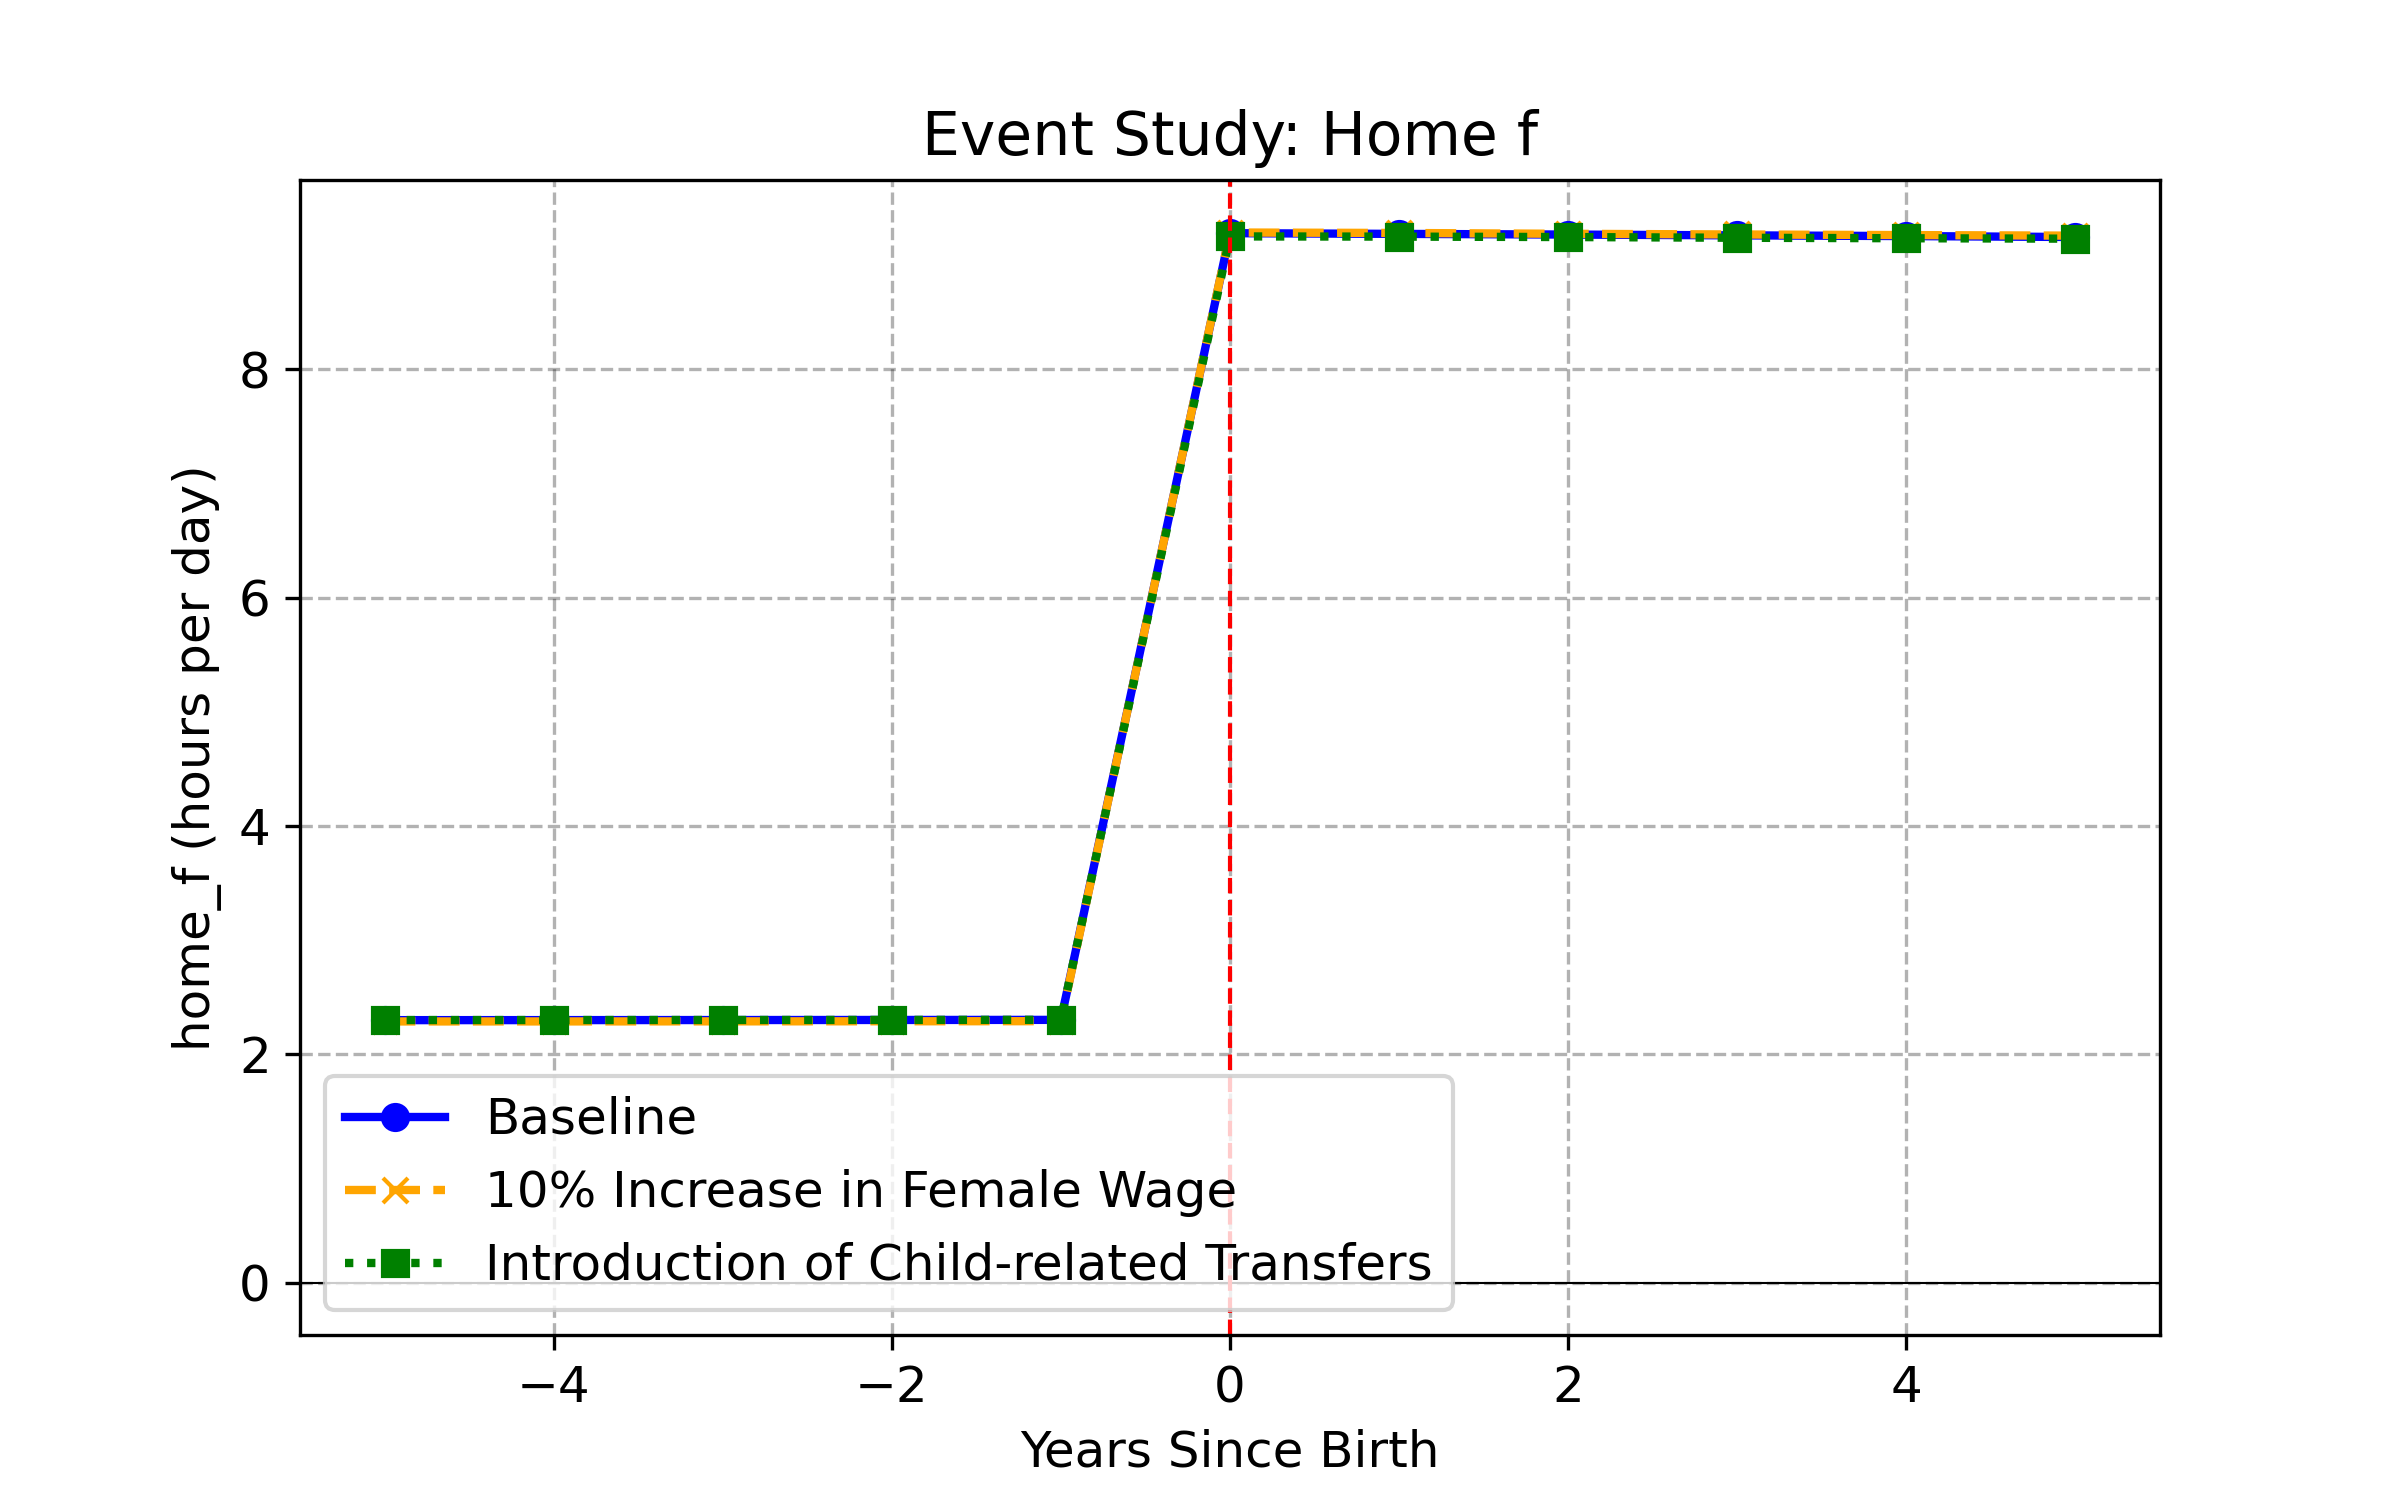 Event Study: Home f
home_f (hours per day)
8
6
4
2
0
Baseline
10% Increase in Female Wage
Introduction of Child-related Transfers
−4
−2
0
2
4
Years Since Birth